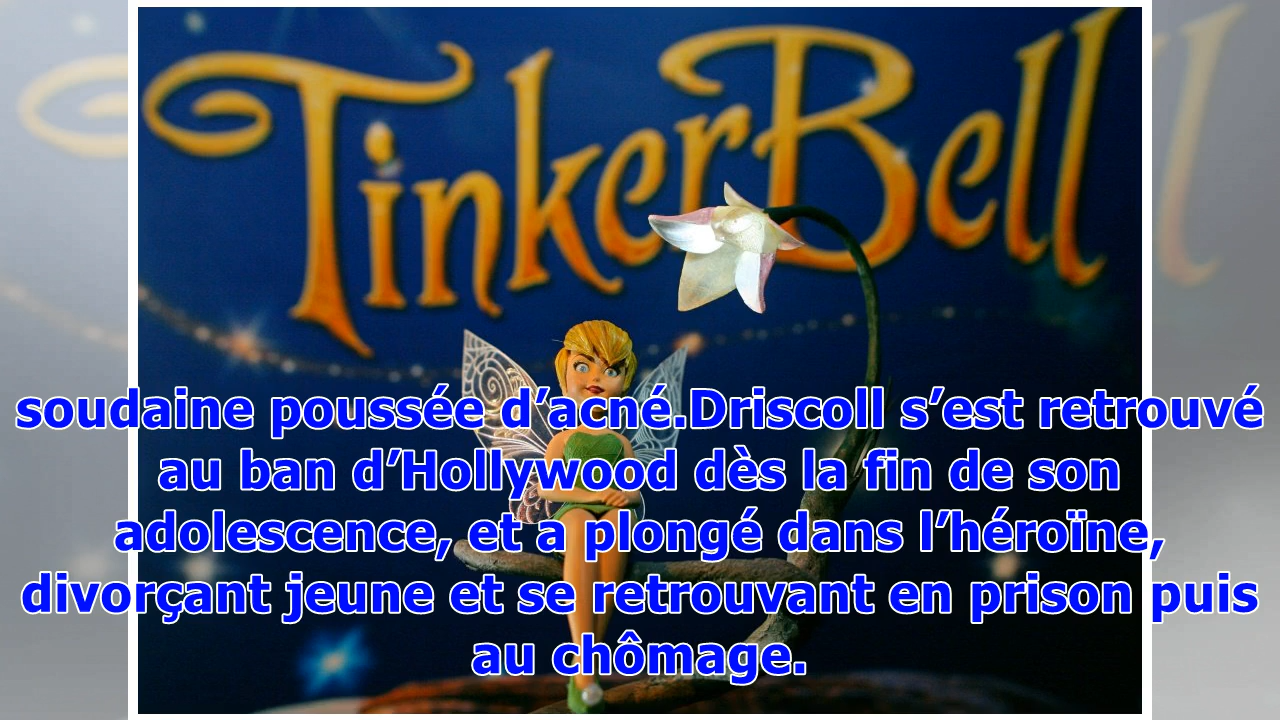 TinkerBell
soudaine poussée d’acné.Driscoll s’est retrouvé
au ban d’Hollywood dès la fin de son
adolescence, et a plongé dans l’héroïne,
divorçant jeune et se retrouvant en prison puis
au chômage.